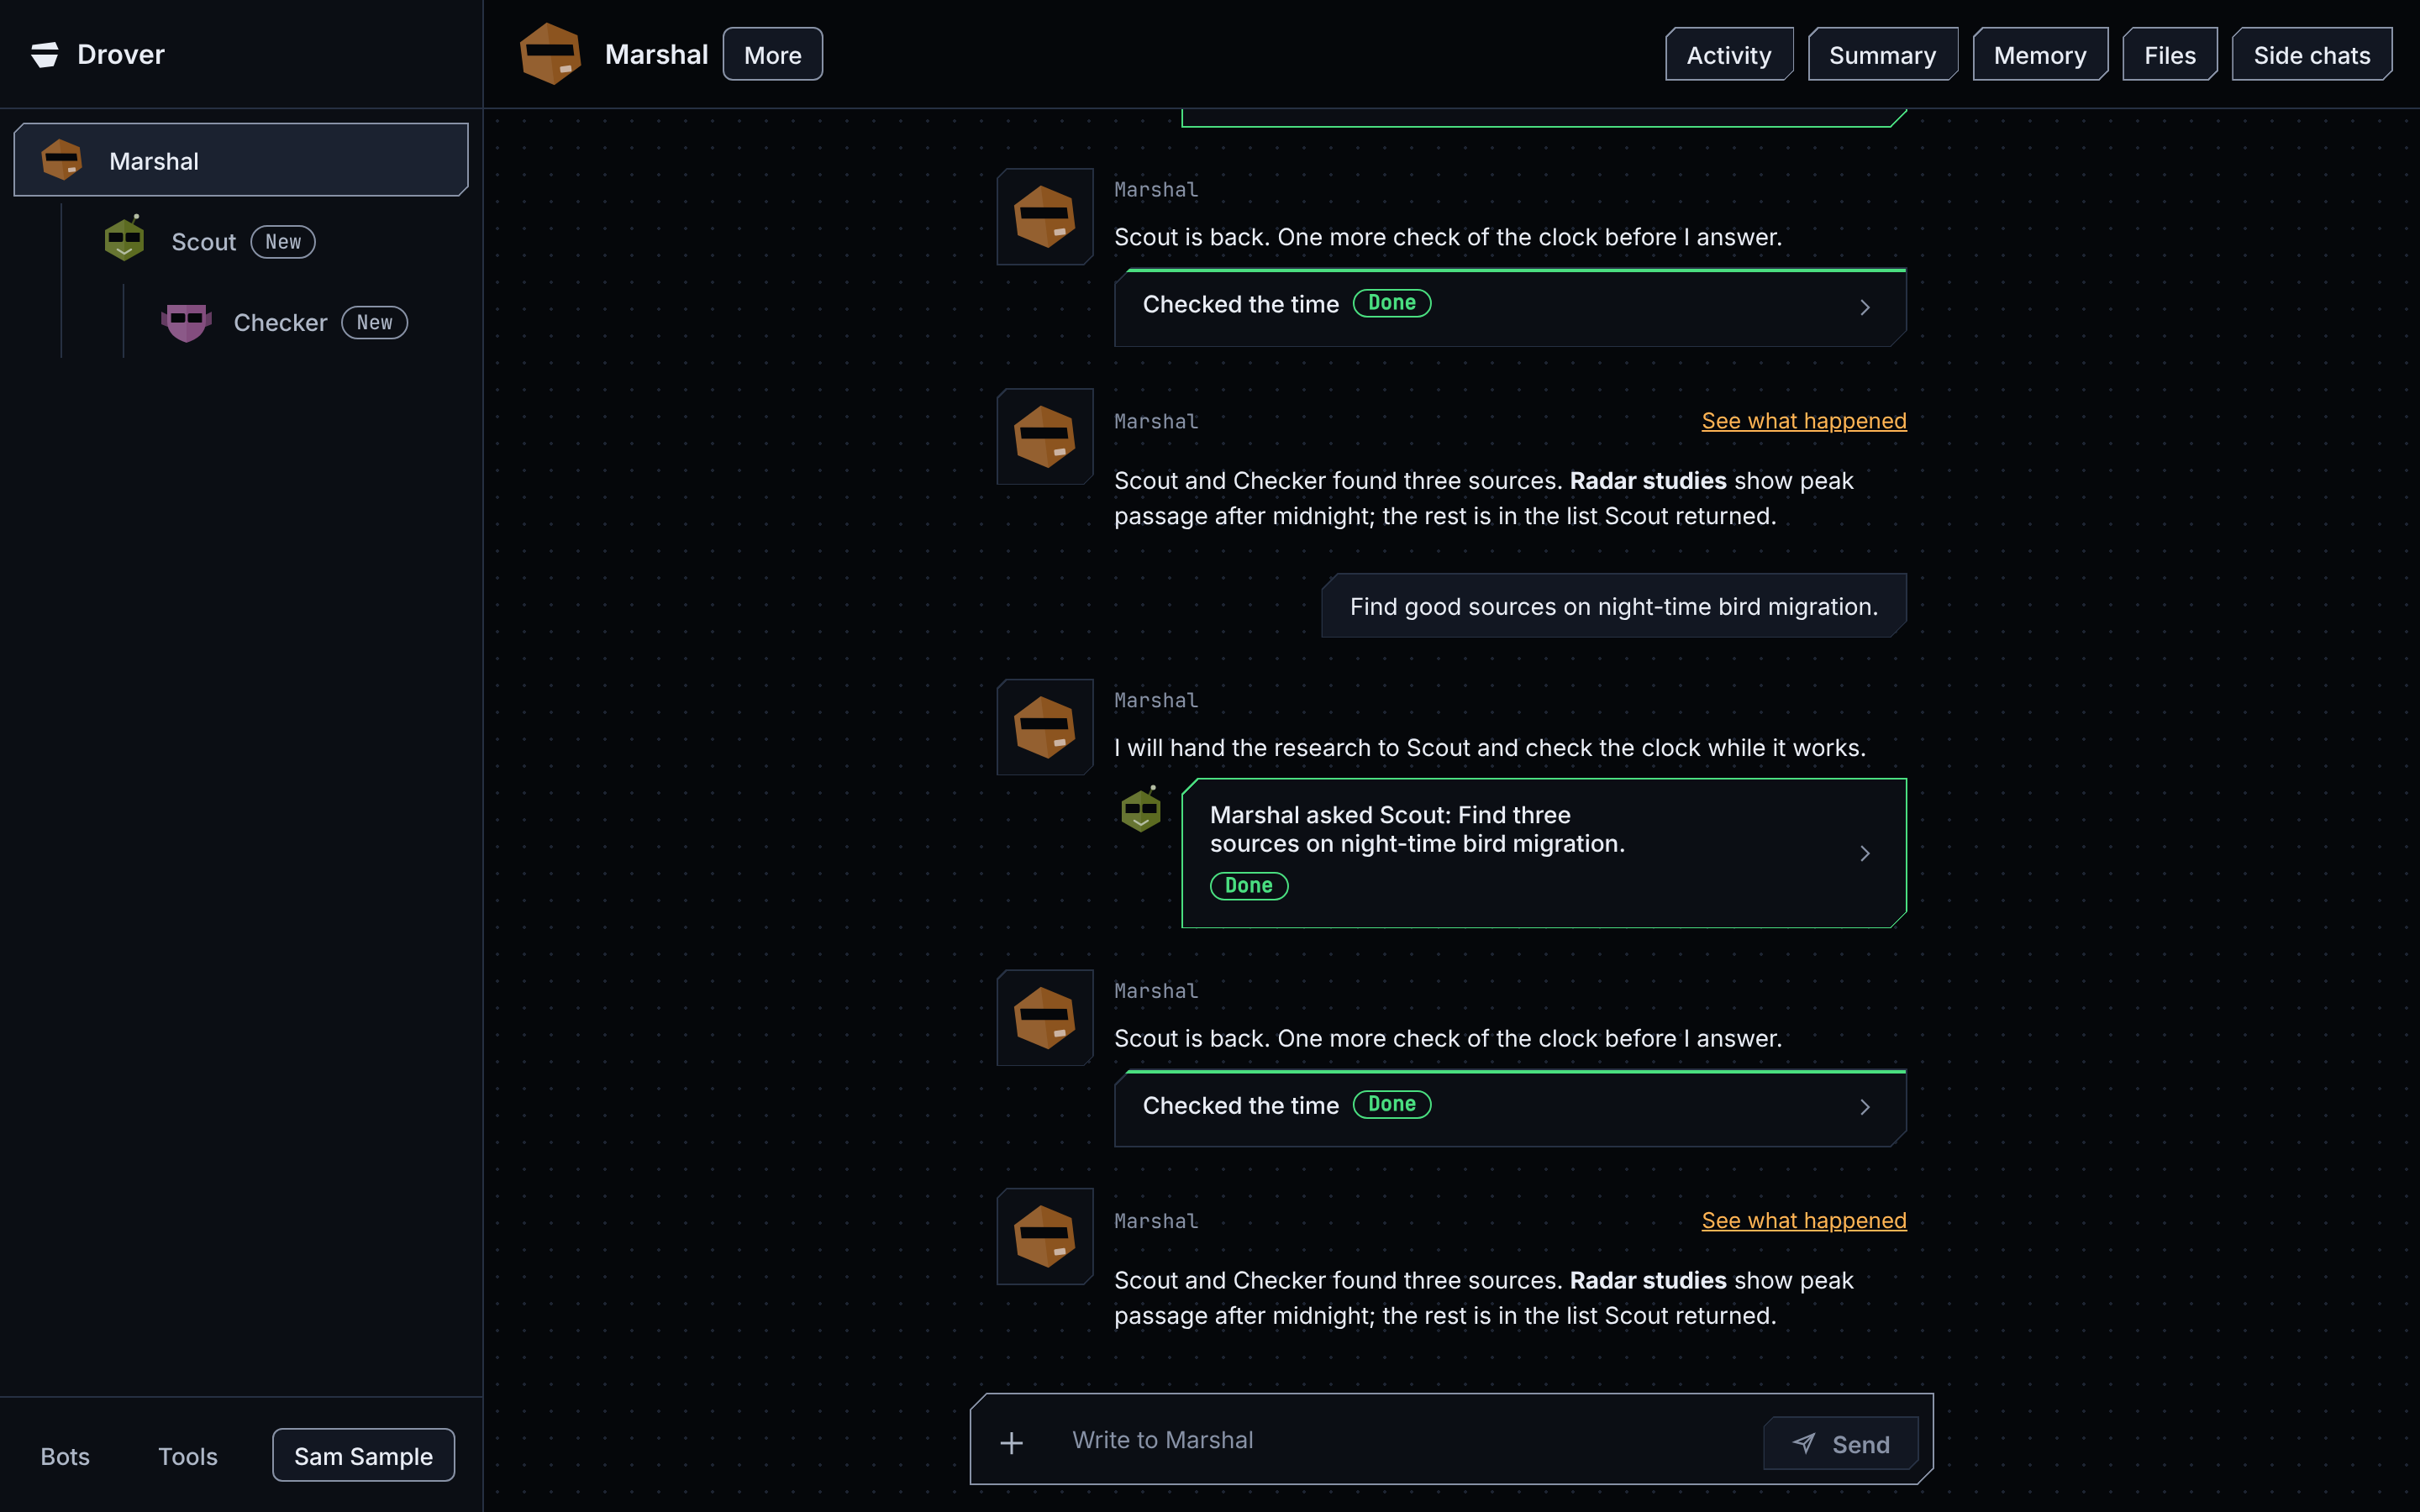 Drover
Marshal
Scout New
Checker New
Bots Tools Sam Sample
Marshal More
Activity Summary Memory Files Side chats
Marshal
Scout is back. One more check of the clock before I answer.
Checked the time Done
Marshal See what happened
Scout and Checker found three sources. Radar studies show peak
passage after midnight; the rest is in the list Scout returned.
Find good sources on night-time bird migration.
Marshal
I will hand the research to Scout and check the clock while it works.
Marshal asked Scout: Find three
sources on night-time bird migration.
Done
Marshal
Scout is back. One more check of the clock before I answer.
Checked the time Done
Marshal See what happened
Scout and Checker found three sources. Radar studies show peak
passage after midnight; the rest is in the list Scout returned.
Write to Marshal Send